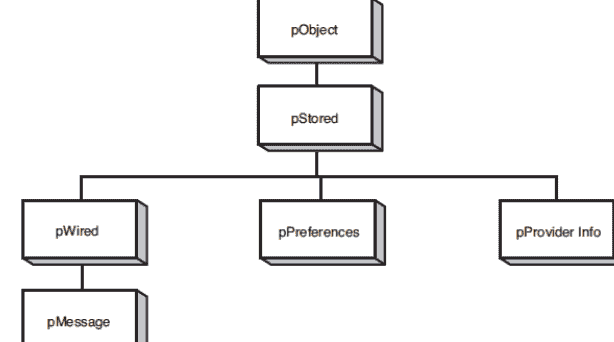 pObject
pStored
pWired
pPreferences
pProvider Info
pMessage